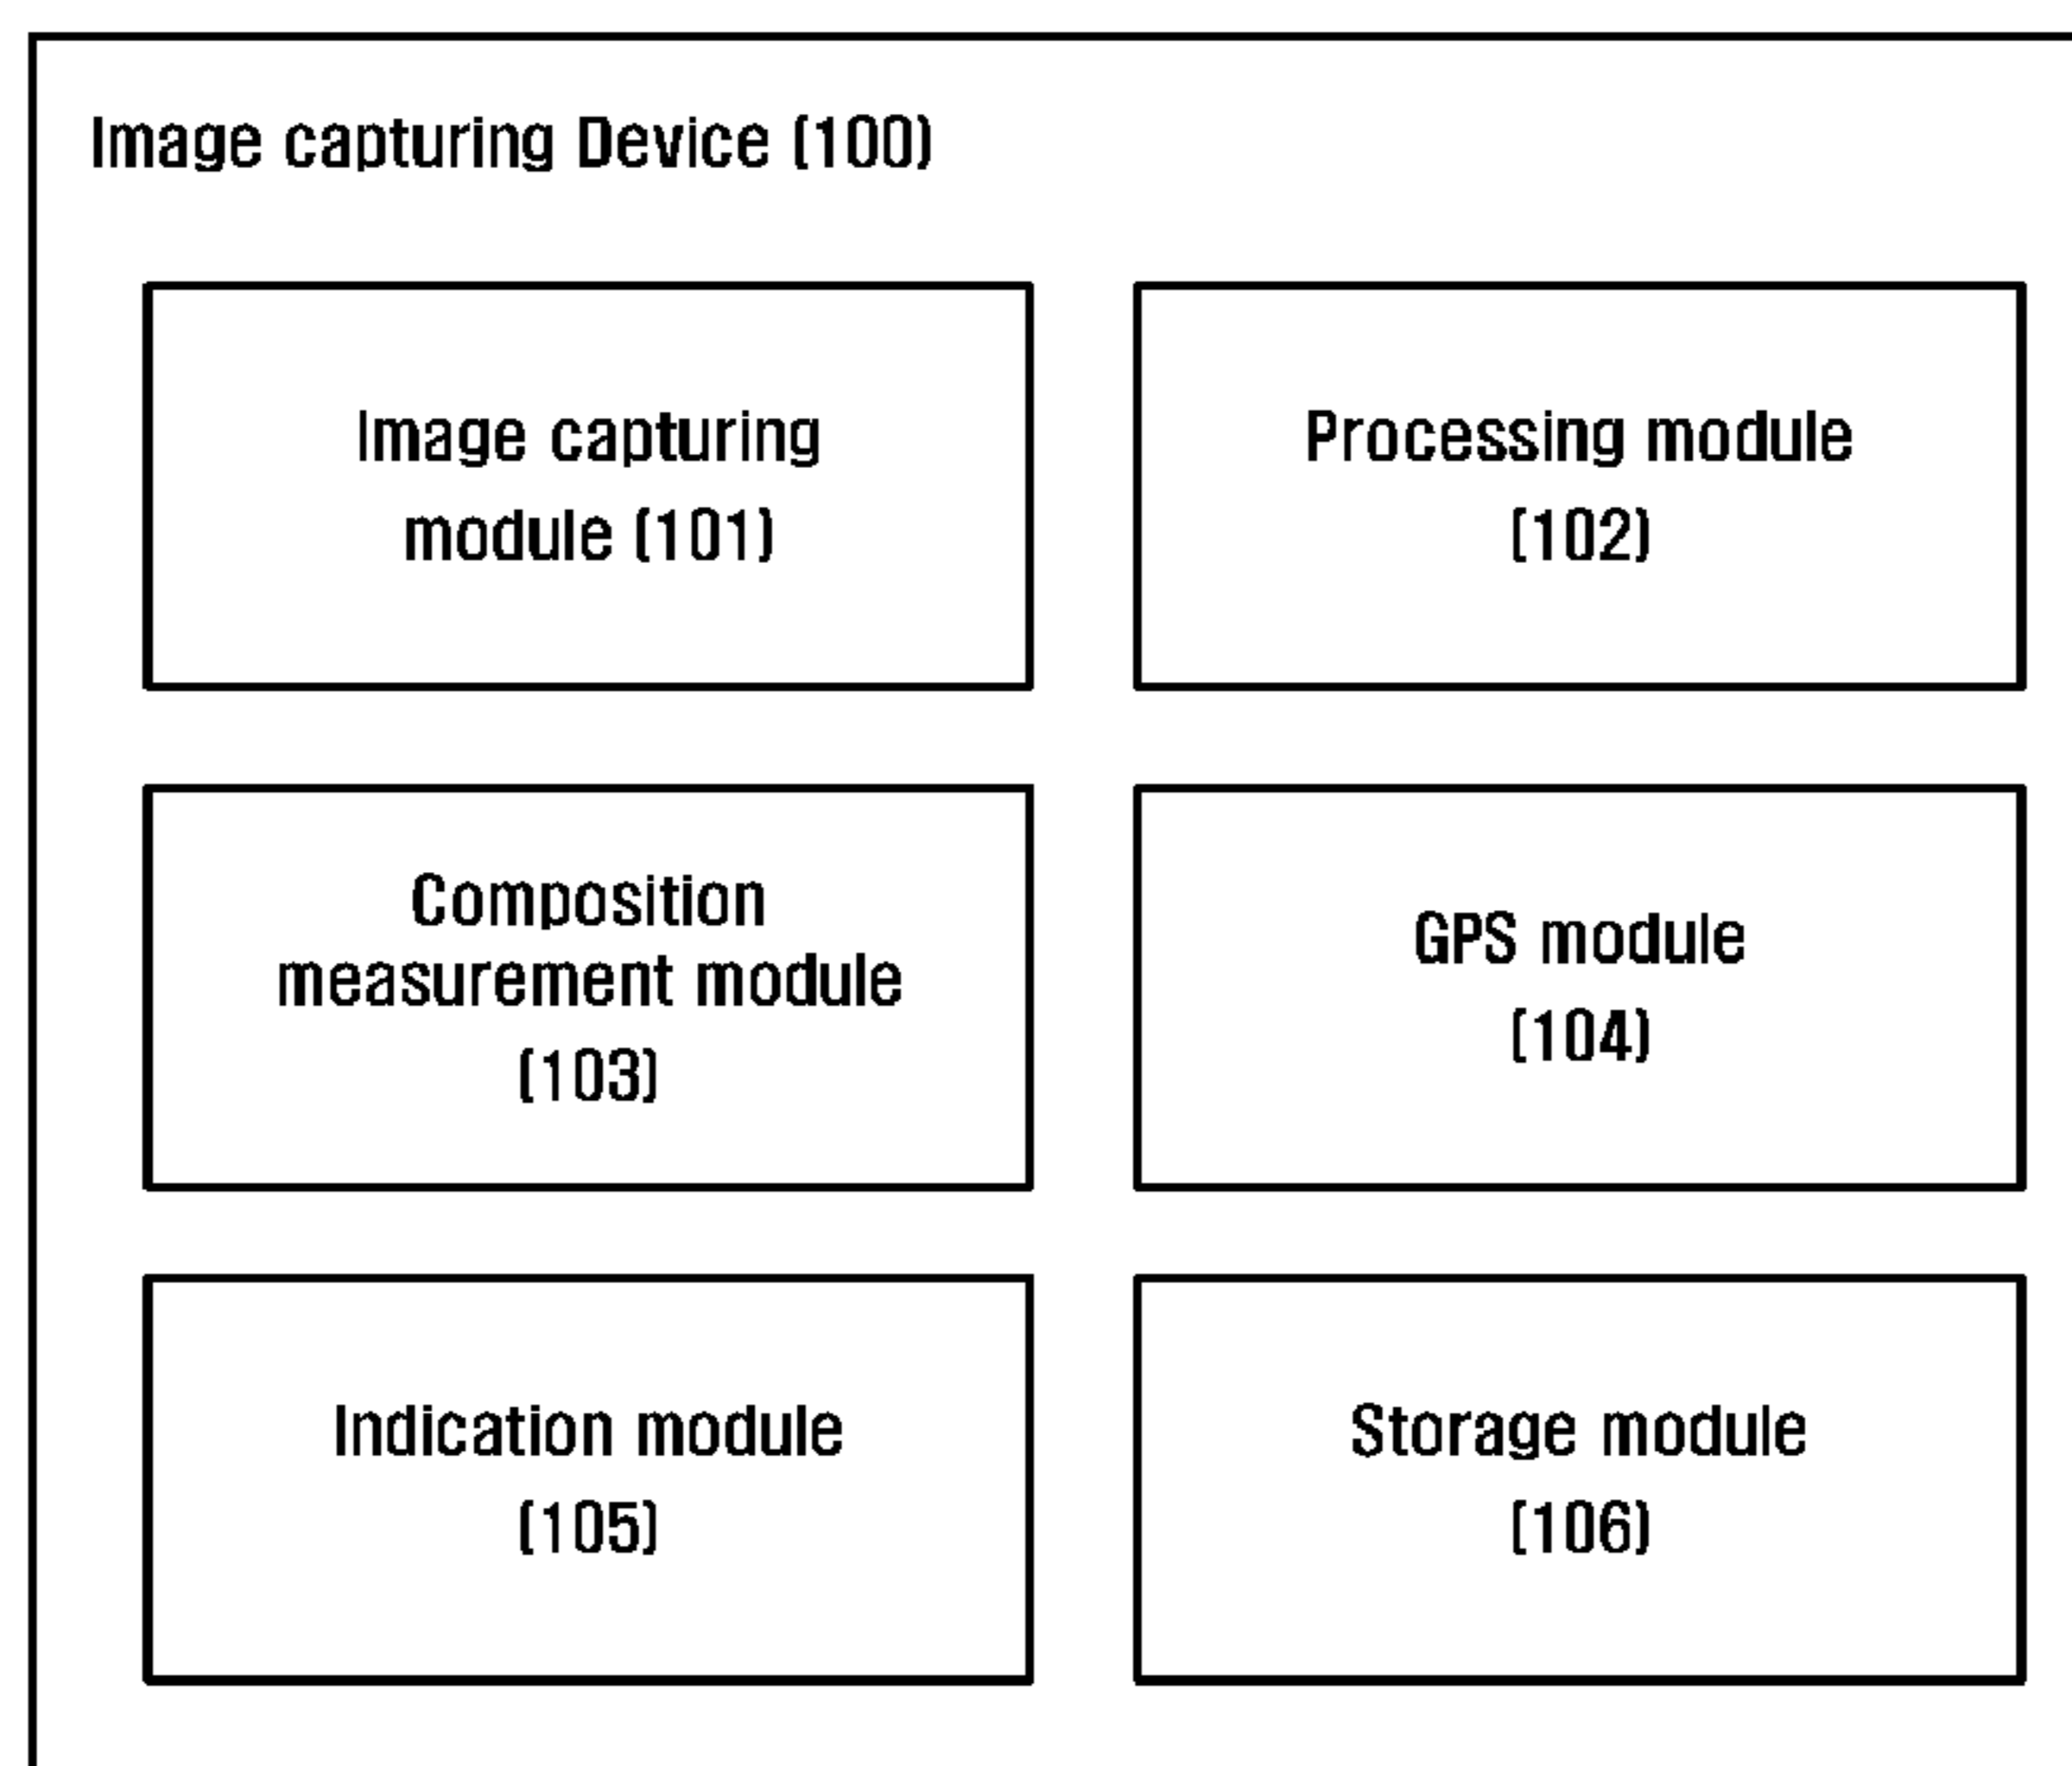 Image capturing Device (100)
Image capturing
module (101)
Processing module
(102)
Composition
measurement module
(103)
GPS module
(104)
Indication module
(105)
Storage module
(106)